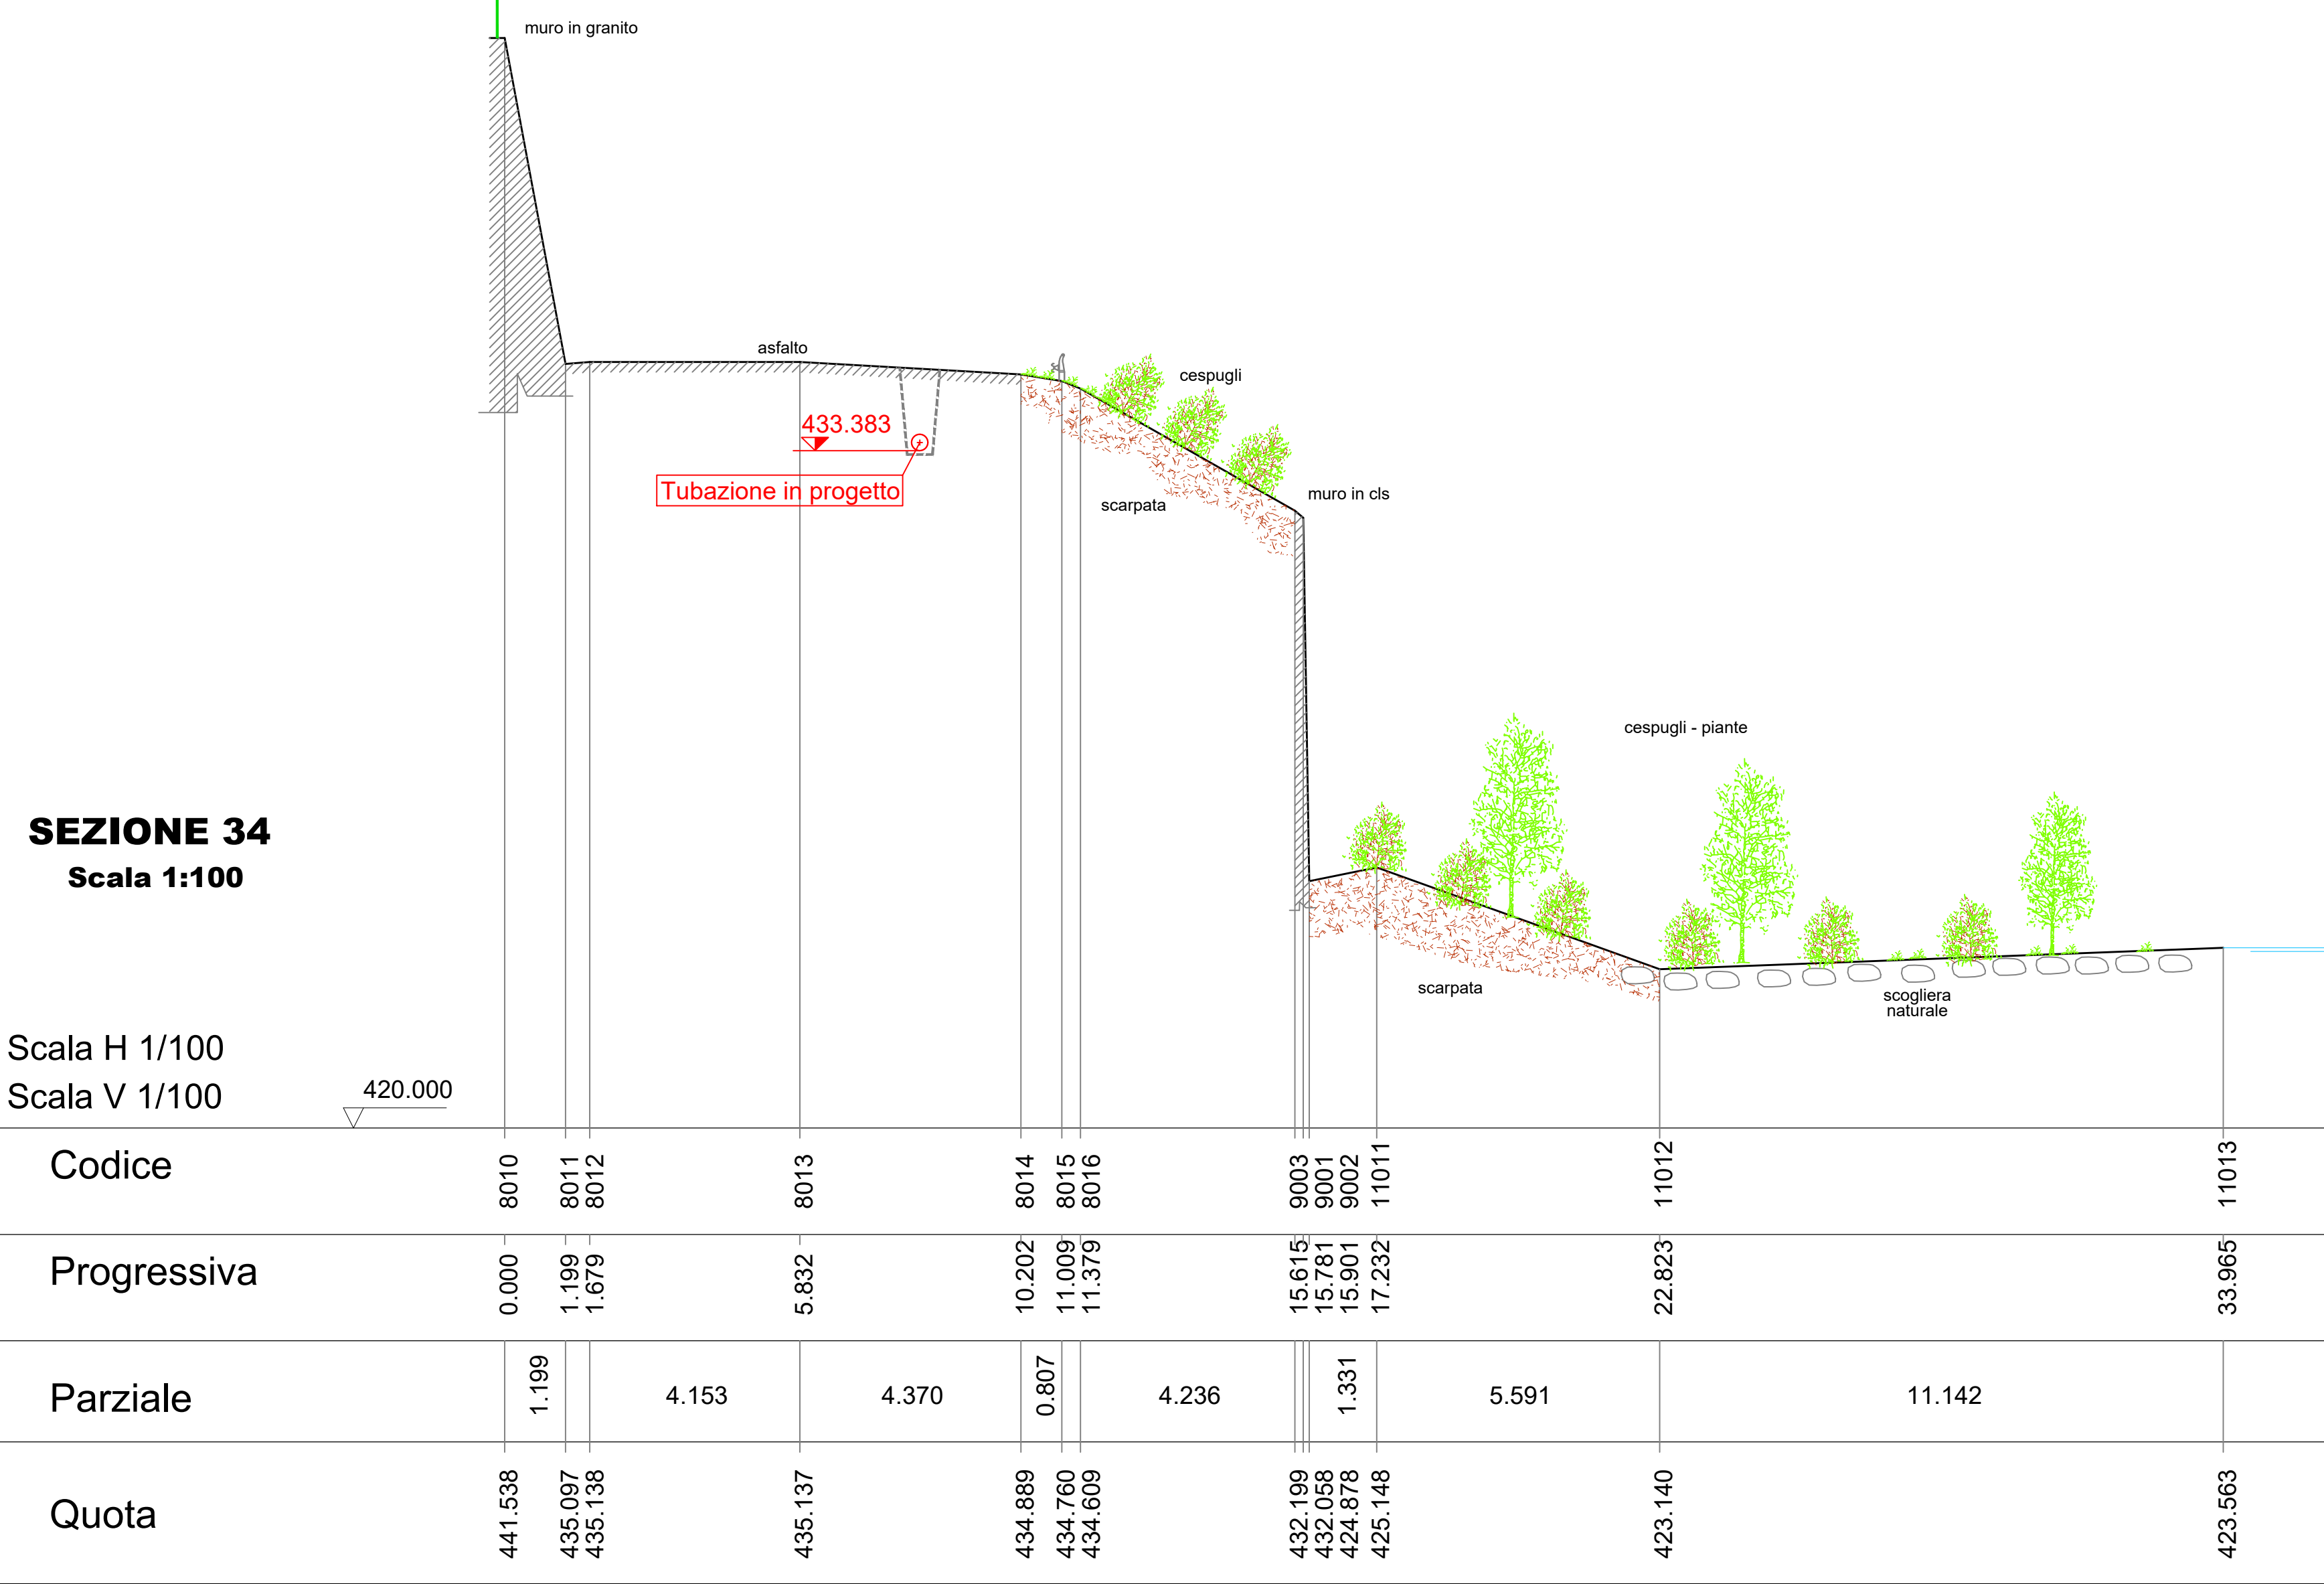 muro in granito
asfalto
cespugli
433.383
Tubazione in progetto
muro in cls
scarpata
cespugli - piante
SEZIONE 34
Scala 1:100
scarpata
scogliera
naturale
Scala H 1/100
Scala V 1/100
420.000
Codice
8010
8011
8012
8013
8014
8015
8016
9003
9001
9002
11011
11012
11013
Progressiva
0.000
1.199
1.679
5.832
10.202
11.009
11.379
15.615
15.781
15.901
17.232
22.823
33.965
Parziale
1.199
4.153
4.370
0.807
4.236
1.331
5.591
11.142
Quota
441.538
435.097
435.138
435.137
434.889
434.760
434.609
432.199
432.058
424.878
425.148
423.140
423.563